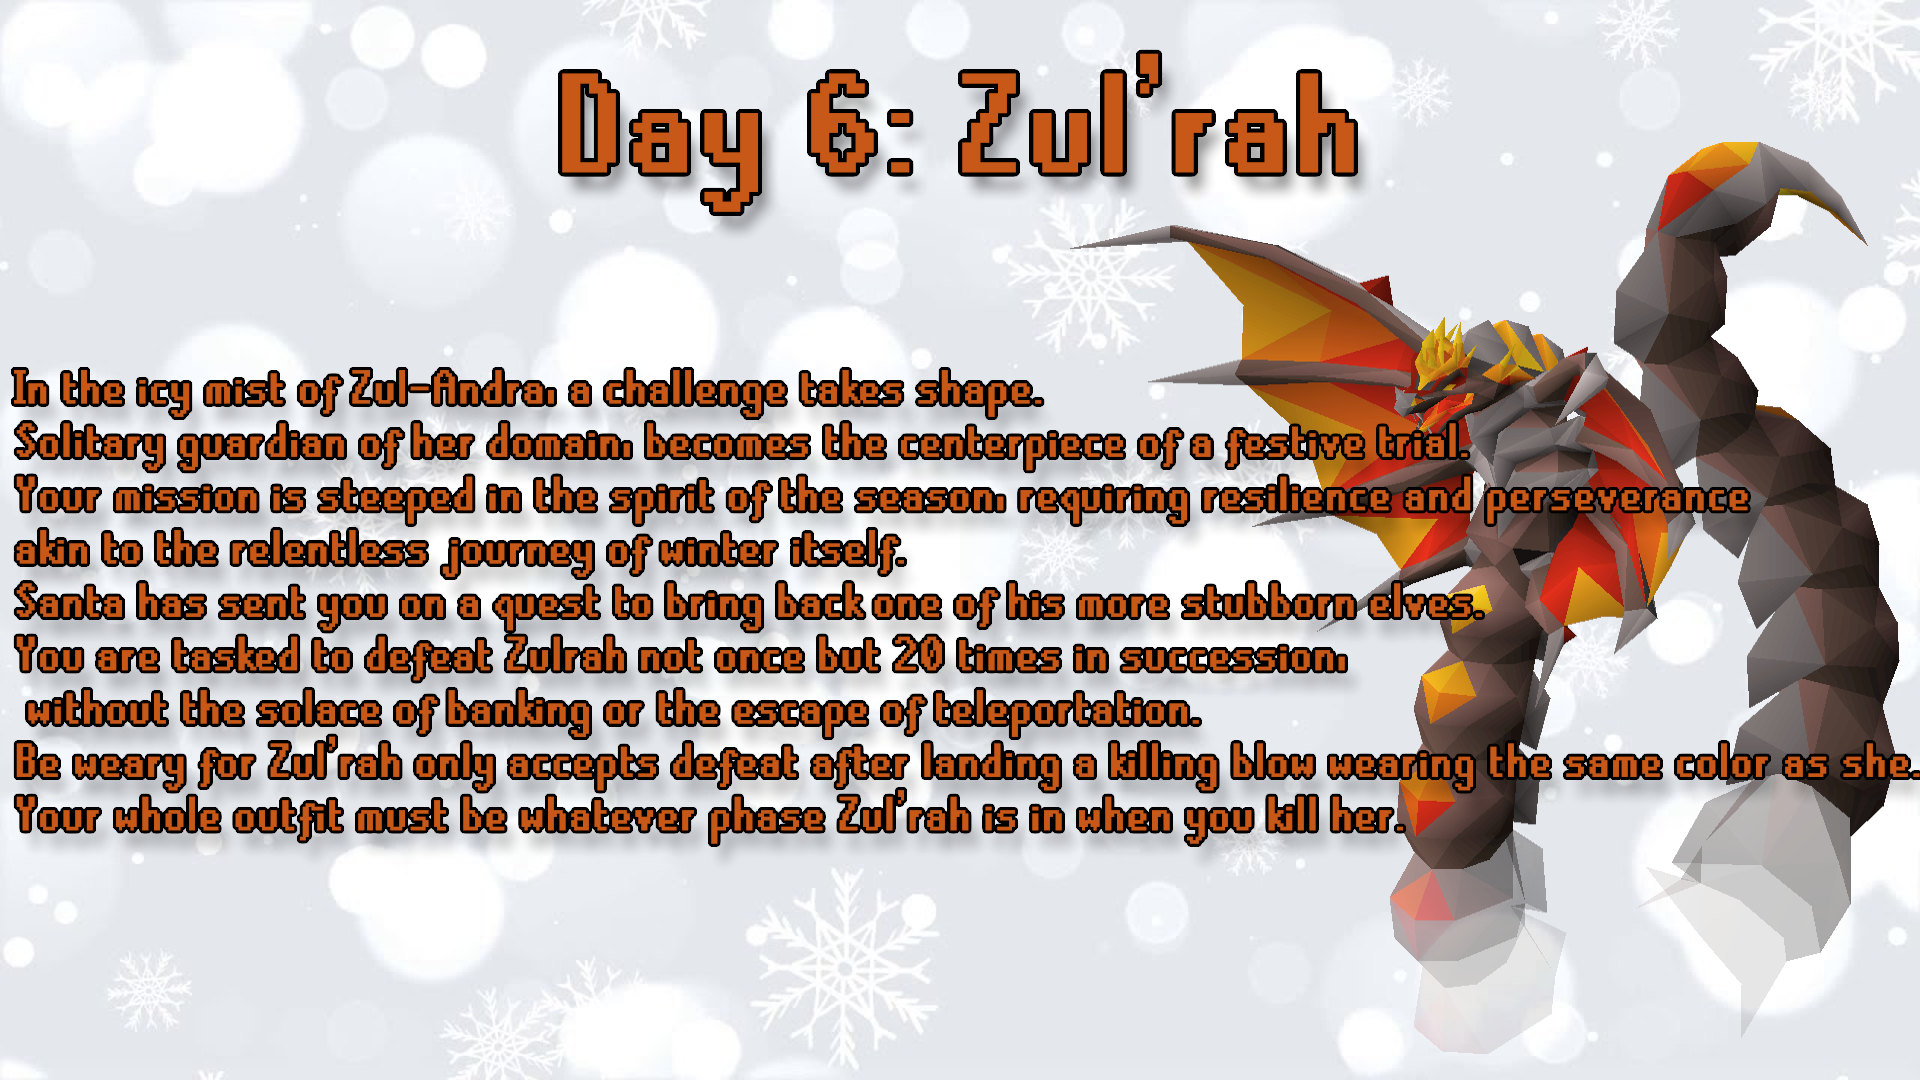 Day 6: Zul'rah
In the icy mist of Zul-Andra, a challenge takes shape.
Solitary guardian of her domain, becomes the centerpiece of a festive trial.
Your mission is steeped in the spirit of the season, requiring resilience and perseverance
akin to the relentless journey of winter itself.
Santa has sent you on a quest to bring back one of his more stubborn elves.
You are tasked to defeat Zulrah not once but 20 times in succession,
without the solace of banking or the escape of teleportation.
Be weary for Zul'rah only accepts defeat after landing a killing blow wearing the same color as she.
Your whole outfit must be whatever phase Zul'rah is in when you kill her.